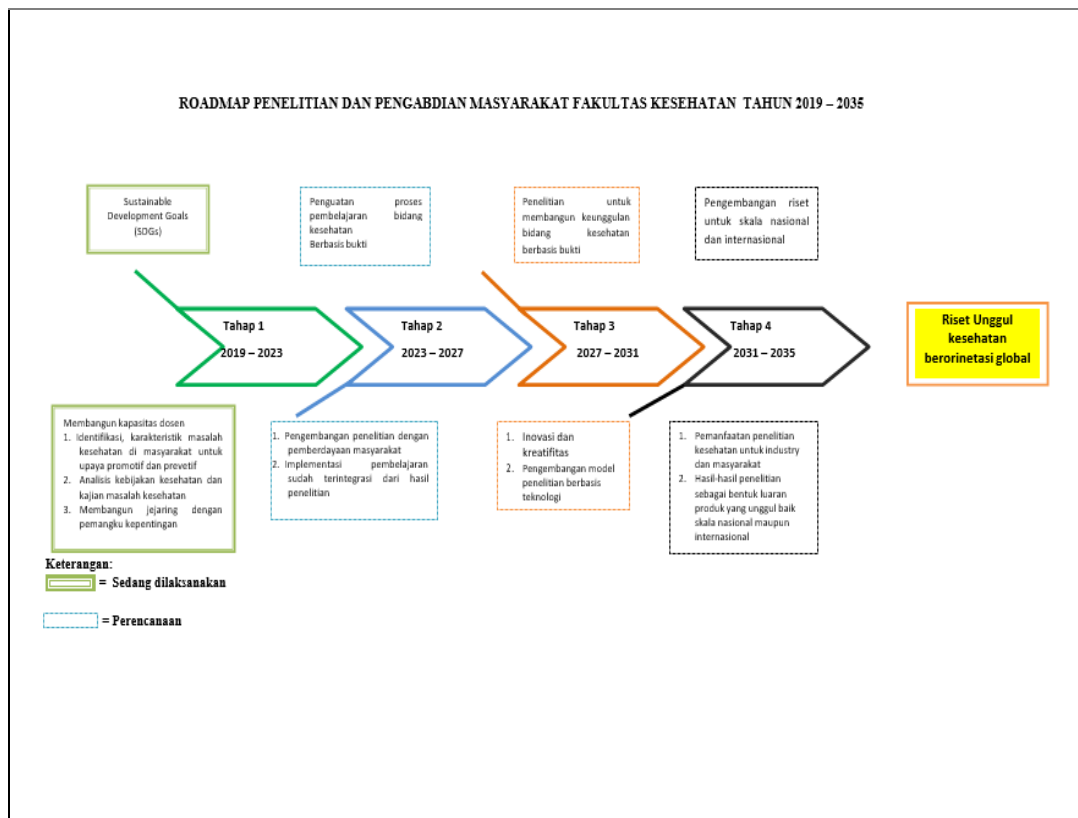 ROADMAP PENELITIAN DAN PENGABDIAN MASYARAKAT FAKULTAS KESEHATAN TAHUN 2019 – 2035
Sustainable
Development Goals
(SDGs)
Penguatan proses
pembelajaran bidang
kesehatan
Berbasis bukti
Penelitian untuk
membangun keunggulan
bidang kesehatan
berbasis bukti
Pengembangan riset
untuk skala nasional
dan internasional
Tahap 1
2019 – 2023
Tahap 2
2023 – 2027
Tahap 3
2027 – 2031
Tahap 4
2031 – 2035
Riset Unggul
kesehatan
berorinetasi global
Membangun kapasitas dosen
1. Identifikasi, karakteristik masalah
kesehatan di masyarakat untuk
upaya promotif dan prevetif
2. Analisis kebijakan kesehatan dan
kajian masalah kesehatan
3. Membangun jejaring dengan
pemangku kepentingan
1. Pengembangan penelitian dengan
pemberdayaan masyarakat
2. Implementasi pembelajaran
sudah terintegrasi dari hasil
penelitian
1. Inovasi dan
kreatifitas
2. Pengembangan model
penelitian berbasis
teknologi
1. Pemanfaatan penelitian
kesehatan untuk industry
dan masyarakat
2. Hasil-hasil penelitian
sebagai bentuk luaran
produk yang unggul baik
skala nasional maupun
internasional
Keterangan:
= Sedang dilaksanakan
= Perencanaan